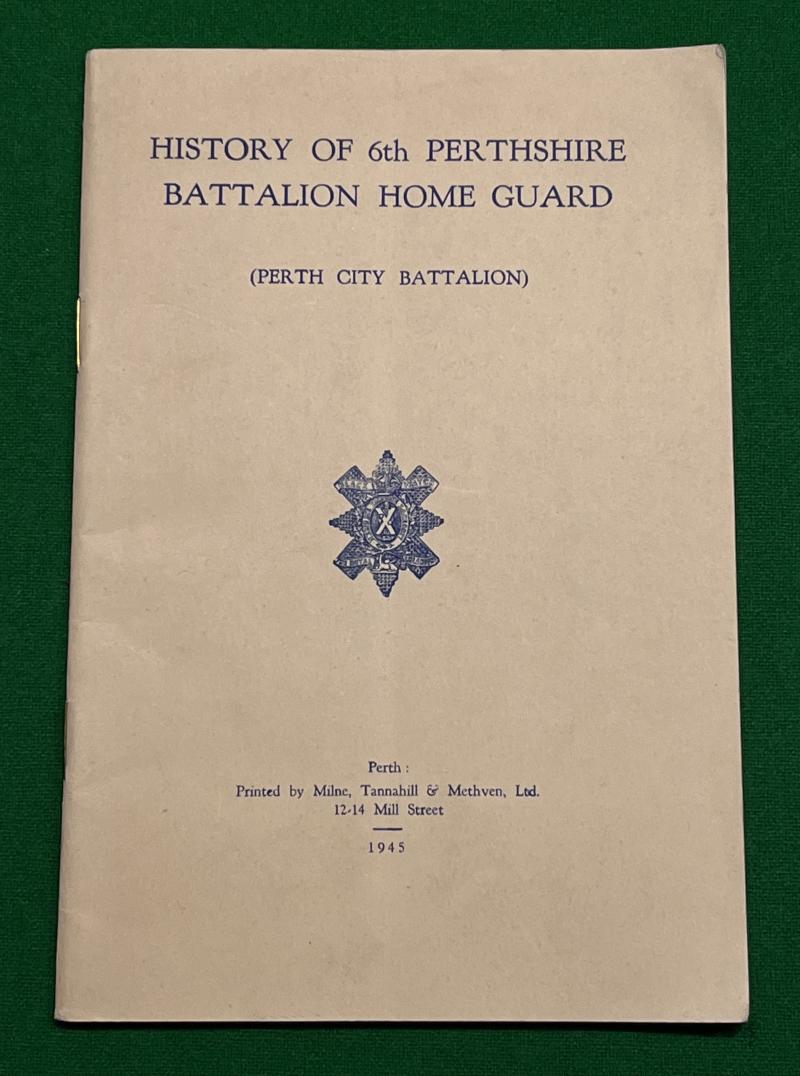 HISTORY OF 6th PERTHSHIRE
BATTALION HOME GUARD
(PERTH CITY BATTALION)
Perth :
Printed by Milne, Tannahill & Methven, Ltd.
12-14 Mill Street
1945